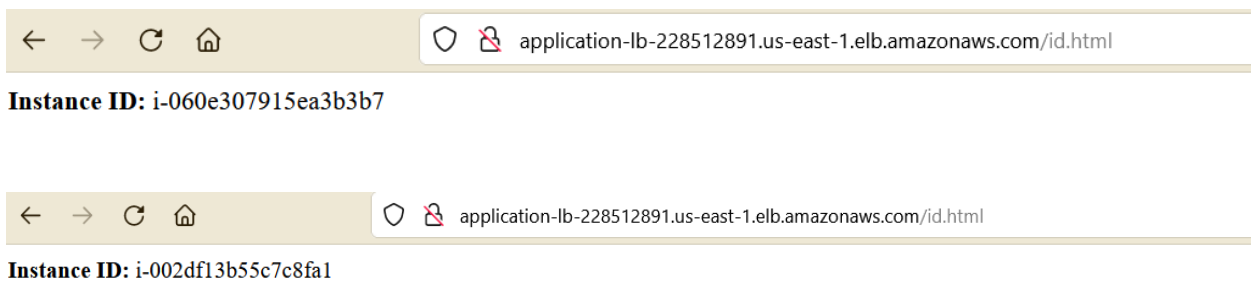 application-lb-228512891.us-east-1.elb.amazonaws.com/id.html
Instance ID: i-060e307915ea3b3b7
application-lb-228512891.us-east-1.elb.amazonaws.com/id.html
Instance ID: i-002df13b55c7c8fa1